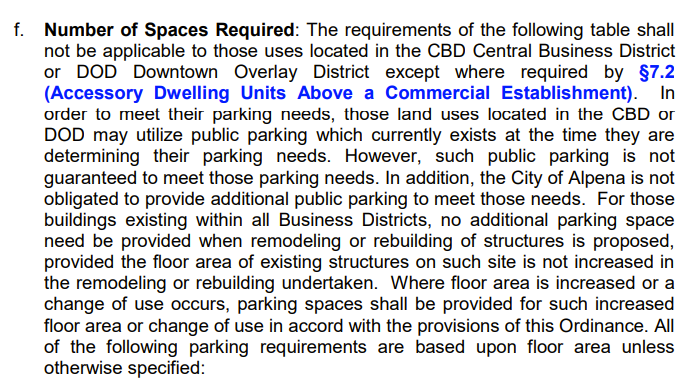 f. Number of Spaces Required: The requirements of the following table shall
not be applicable to those uses located in the CBD Central Business District
or DOD Downtown Overlay District except where required by §7.2
(Accessory Dwelling Units Above a Commercial Establishment). In
order to meet their parking needs, those land uses located in the CBD or
DOD may utilize public parking which currently exists at the time they are
determining their parking needs. However, such public parking is not
guaranteed to meet those parking needs. In addition, the City of Alpena is not
obligated to provide additional public parking to meet those needs. For those
buildings existing within all Business Districts, no additional parking space
need be provided when remodeling or rebuilding of structures is proposed,
provided the floor area of existing structures on such site is not increased in
the remodeling or rebuilding undertaken. Where floor area is increased or a
change of use occurs, parking spaces shall be provided for such increased
floor area or change of use in accord with the provisions of this Ordinance. All
of the following parking requirements are based upon floor area unless
otherwise specified: